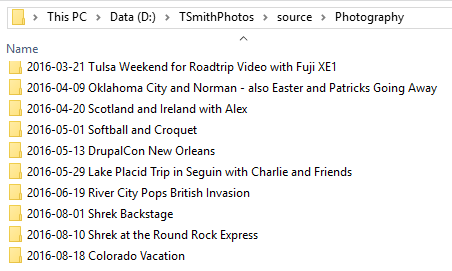 This PC > Data (D:) > TSmithPhotos > source > Photography
Name
2016-03-21 Tulsa Weekend for Roadtrip Video with Fuji XE1
2016-04-09 Oklahoma City and Norman - also Easter and Patricks Going Away
2016-04-20 Scotland and Ireland with Alex
2016-05-01 Softball and Croquet
2016-05-13 DrupalCon New Orleans
2016-05-29 Lake Placid Trip in Seguin with Charlie and Friends
2016-06-19 River City Pops British Invasion
2016-08-01 Shrek Backstage
2016-08-10 Shrek at the Round Rock Express
2016-08-18 Colorado Vacation